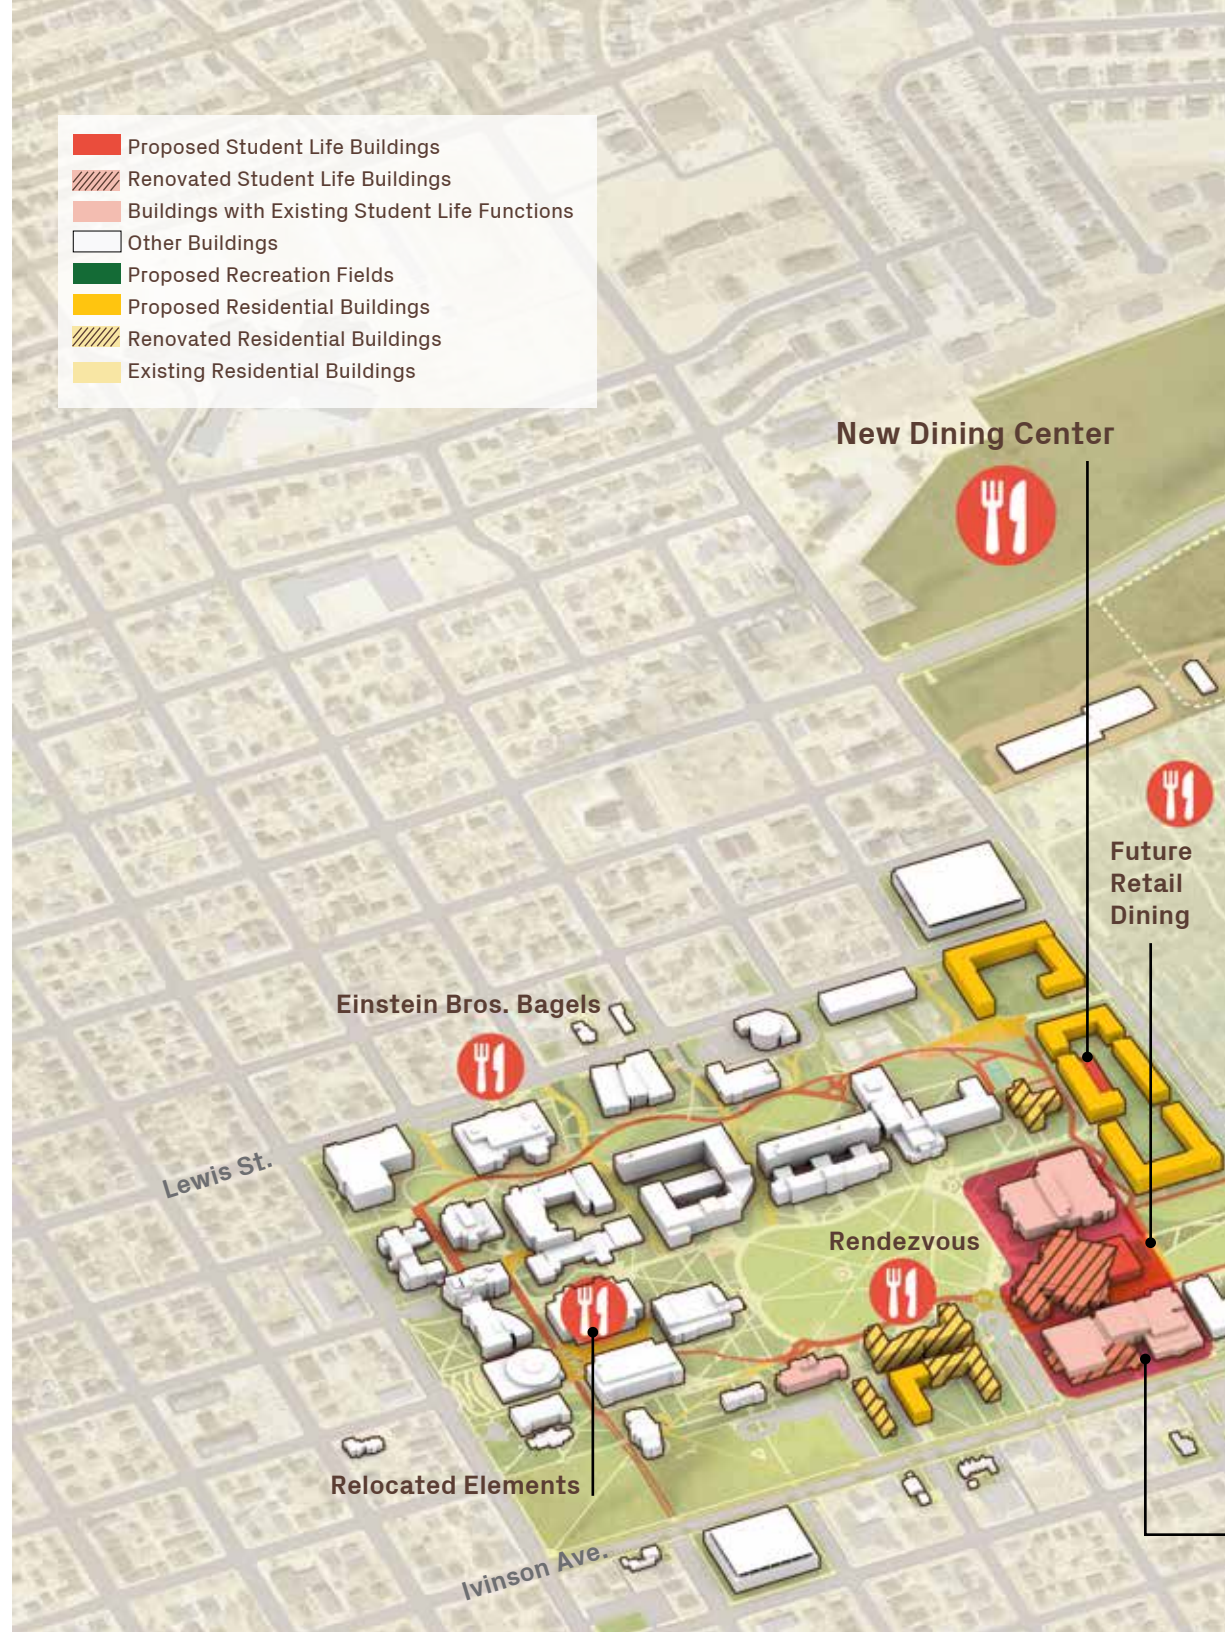 Proposed Student Life Buildings
Renovated Student Life Buildings
Buildings with Existing Student Life Functions
Other Buildings
Proposed Recreation Fields
Proposed Residential Buildings
Renovated Residential Buildings
Existing Residential Buildings
New Dining Center
Future
Retail
Dining
Einstein Bros. Bagels
Lewis St.
Rendezvous
Relocated Elements
Ivinson Ave.